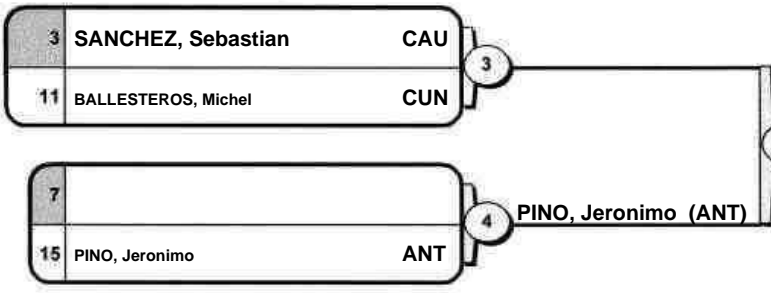 3 SANCHEZ, Sebastian CAU
3
11 BALLESTEROS, Michel CUN
7
4 PINO, Jeronimo (ANT)
15 PINO, Jeronimo ANT